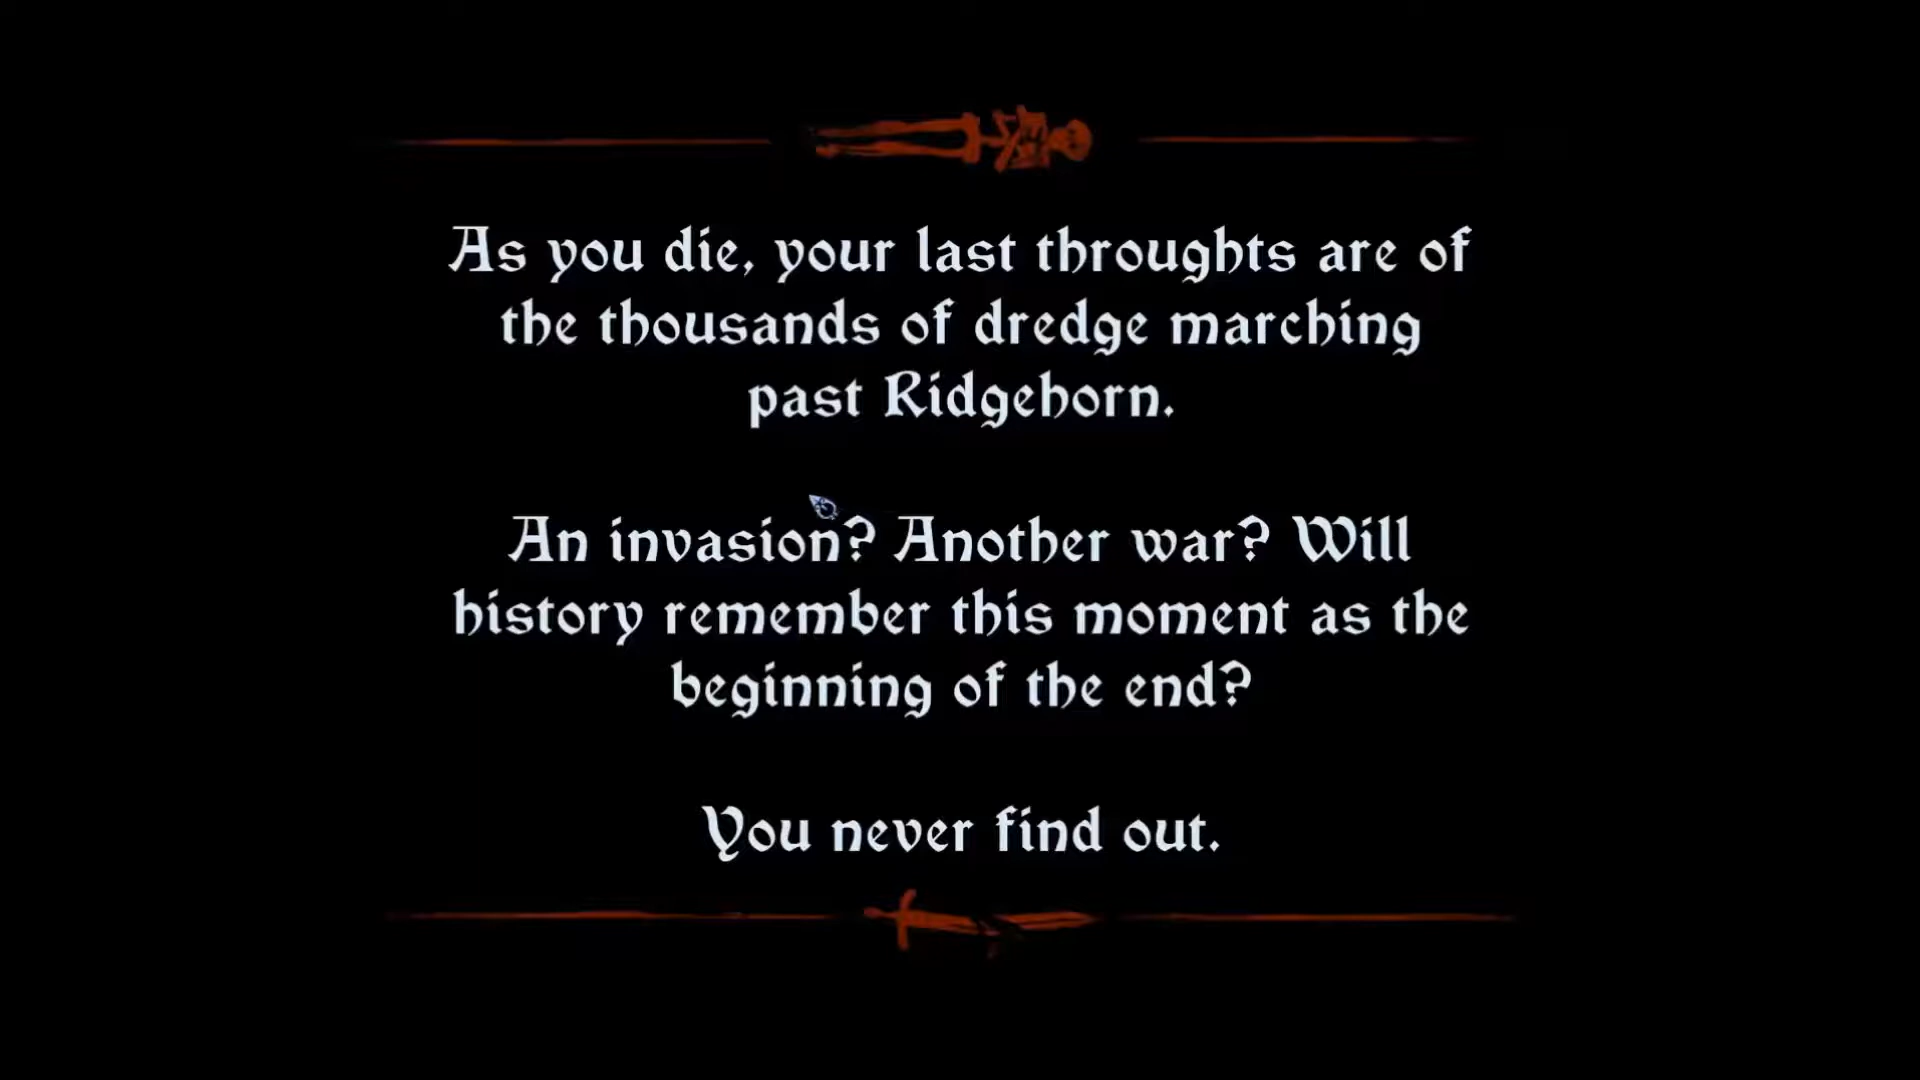 As you die, your last throughts are of
the thousands of dredge marching
past Ridgehorn.
An invasion? Another war? Will
history remember this moment as the
beginning of the end?
You never find out.